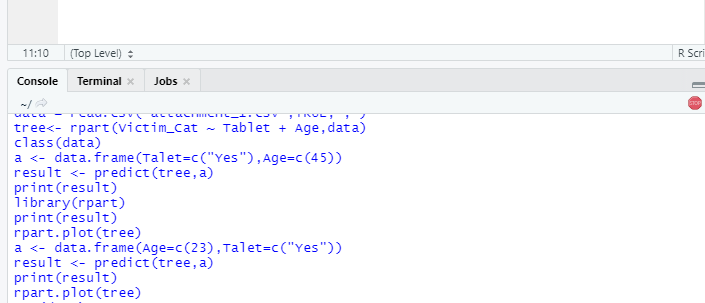 11:10 (Top Level) R Scri
Console Terminal Jobs
~/
data = read.csv("attachment_1.csv",TRUE,",")
tree<- rpart(Victim_Cat ~ Tablet + Age,data)
class(data)
a <- data.frame(Talet=c("Yes"),Age=c(45))
result <- predict(tree,a)
print(result)
library(rpart)
print(result)
rpart.plot(tree)
a <- data.frame(Age=c(23),Talet=c("Yes"))
result <- predict(tree,a)
print(result)
rpart.plot(tree)